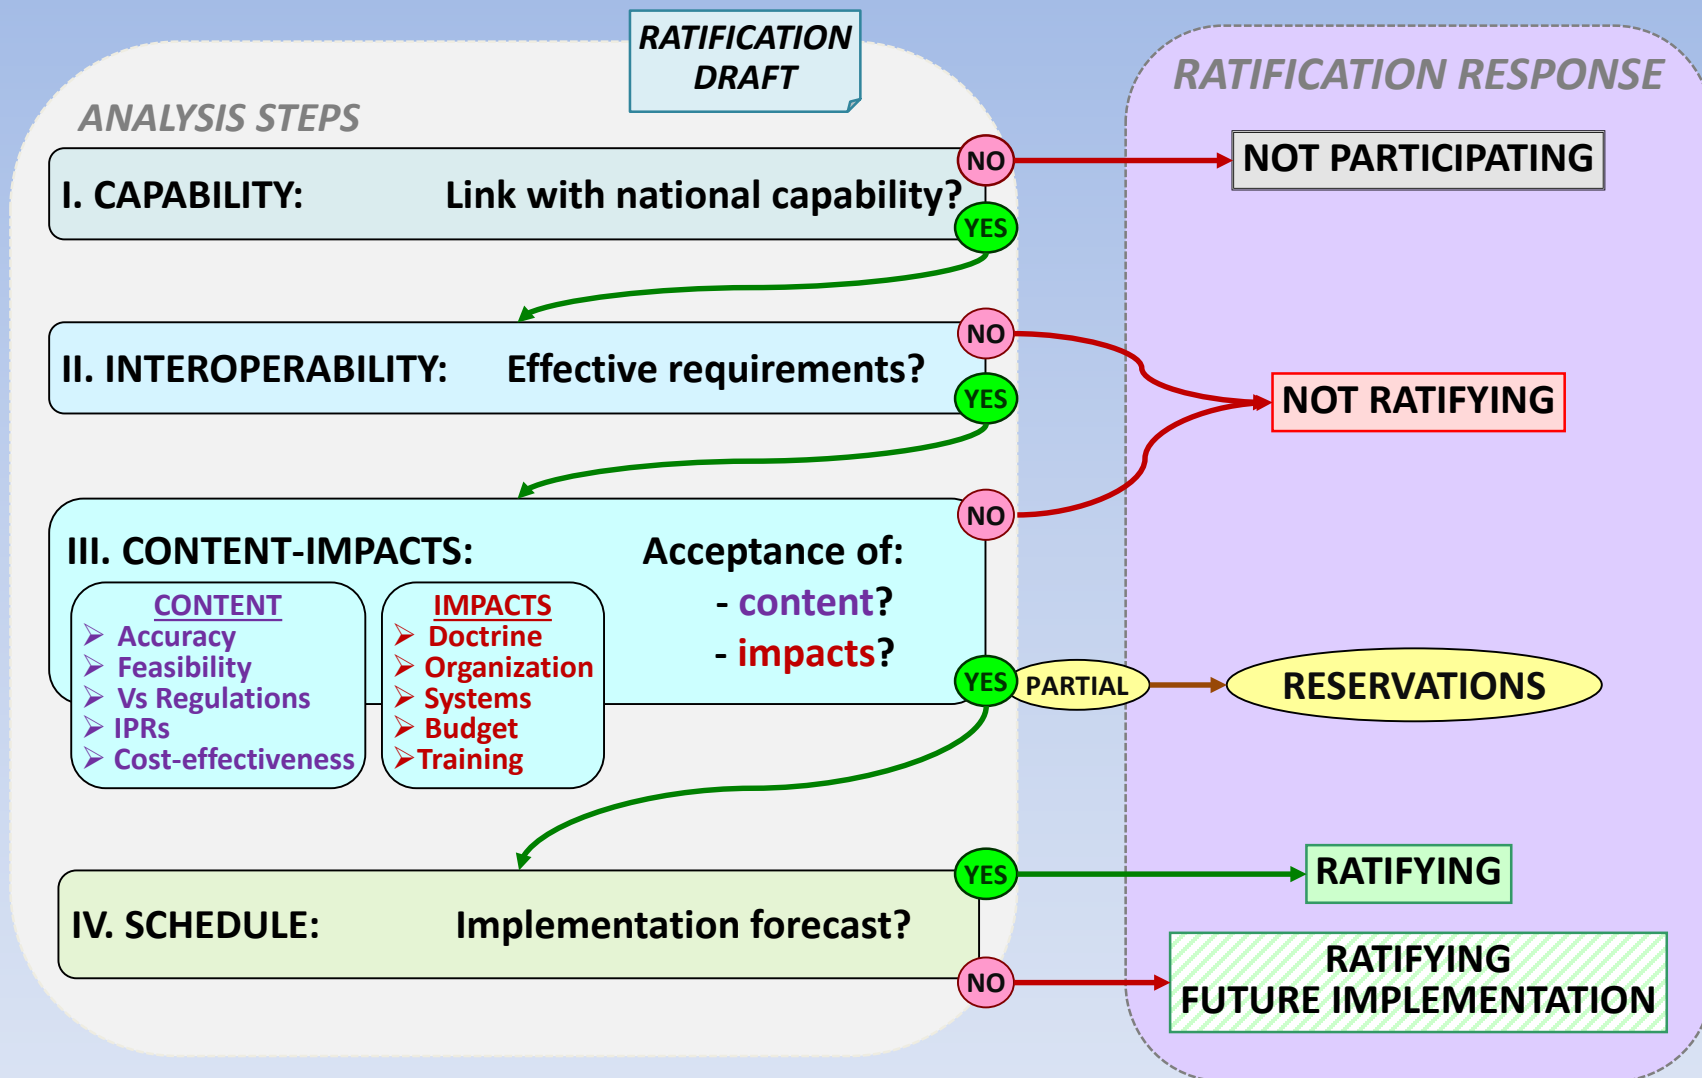 RATIFICATION
DRAFT
ANALYSIS STEPS
RATIFICATION RESPONSE
I. CAPABILITY: Link with national capability?
NO
YES
NOT PARTICIPATING
II. INTEROPERABILITY: Effective requirements?
NO
YES
NOT RATIFYING
III. CONTENT-IMPACTS: Acceptance of:
- content?
- impacts?
NO
YES
PARTIAL
RESERVATIONS
CONTENT
➢ Accuracy
➢ Feasibility
➢ Vs Regulations
➢ IPRs
➢ Cost-effectiveness
IMPACTS
➢ Doctrine
➢ Organization
➢ Systems
➢ Budget
➢ Training
IV. SCHEDULE: Implementation forecast?
YES
NO
RATIFYING
RATIFYING
FUTURE IMPLEMENTATION